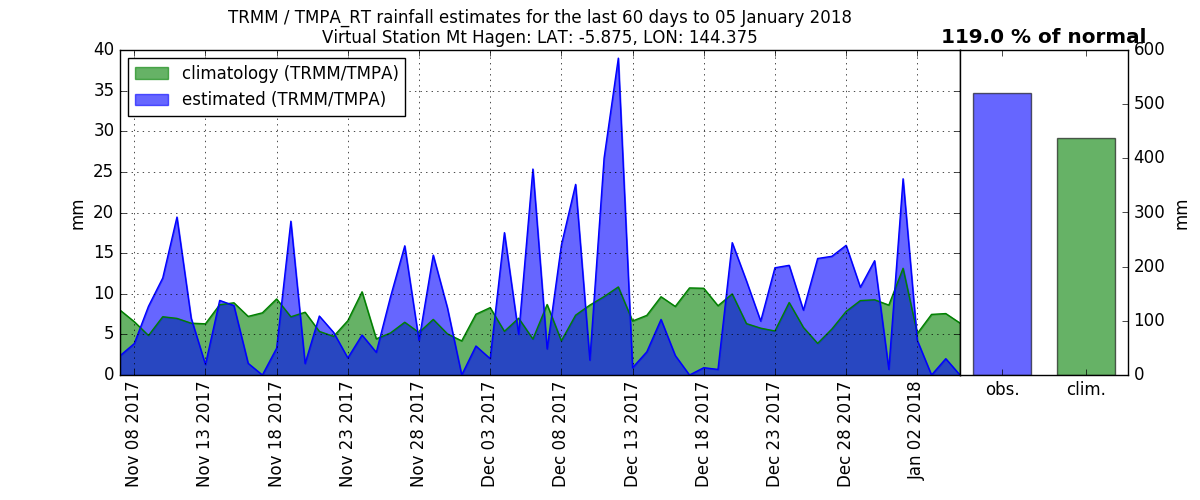 TRMM / TMPA_RT rainfall estimates for the last 60 days to 05 January 2018
Virtual Station Mt Hagen: LAT: -5.875, LON: 144.375
119.0 % of normal
climatology (TRMM/TMPA)
estimated (TRMM/TMPA)
mm
40
35
30
25
20
15
10
5
0
Nov 08 2017
Nov 13 2017
Nov 18 2017
Nov 23 2017
Nov 28 2017
Dec 03 2017
Dec 08 2017
Dec 13 2017
Dec 18 2017
Dec 23 2017
Dec 28 2017
Jan 02 2018
600
500
400
300
200
100
0
mm
obs.
clim.